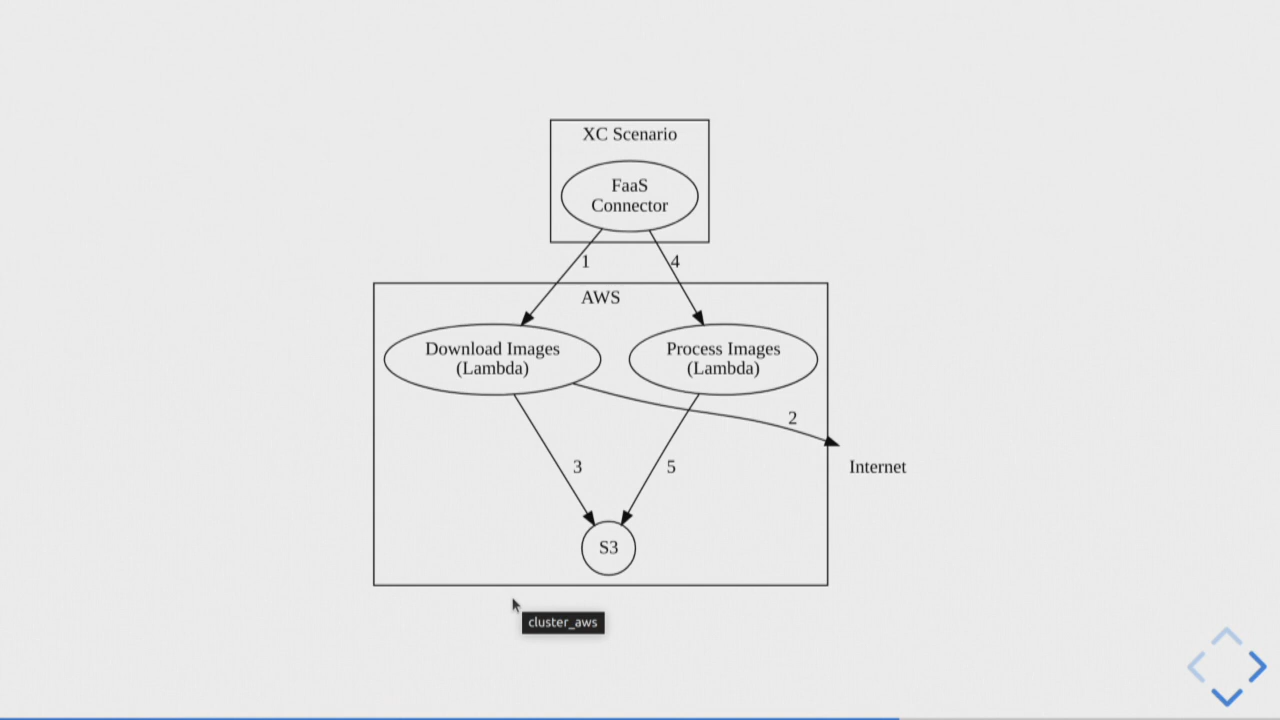 XC Scenario
FaaS
Connector
1
4
AWS
Download Images
(Lambda)
Process Images
(Lambda)
2
3
5
Internet
S3
cluster_aws